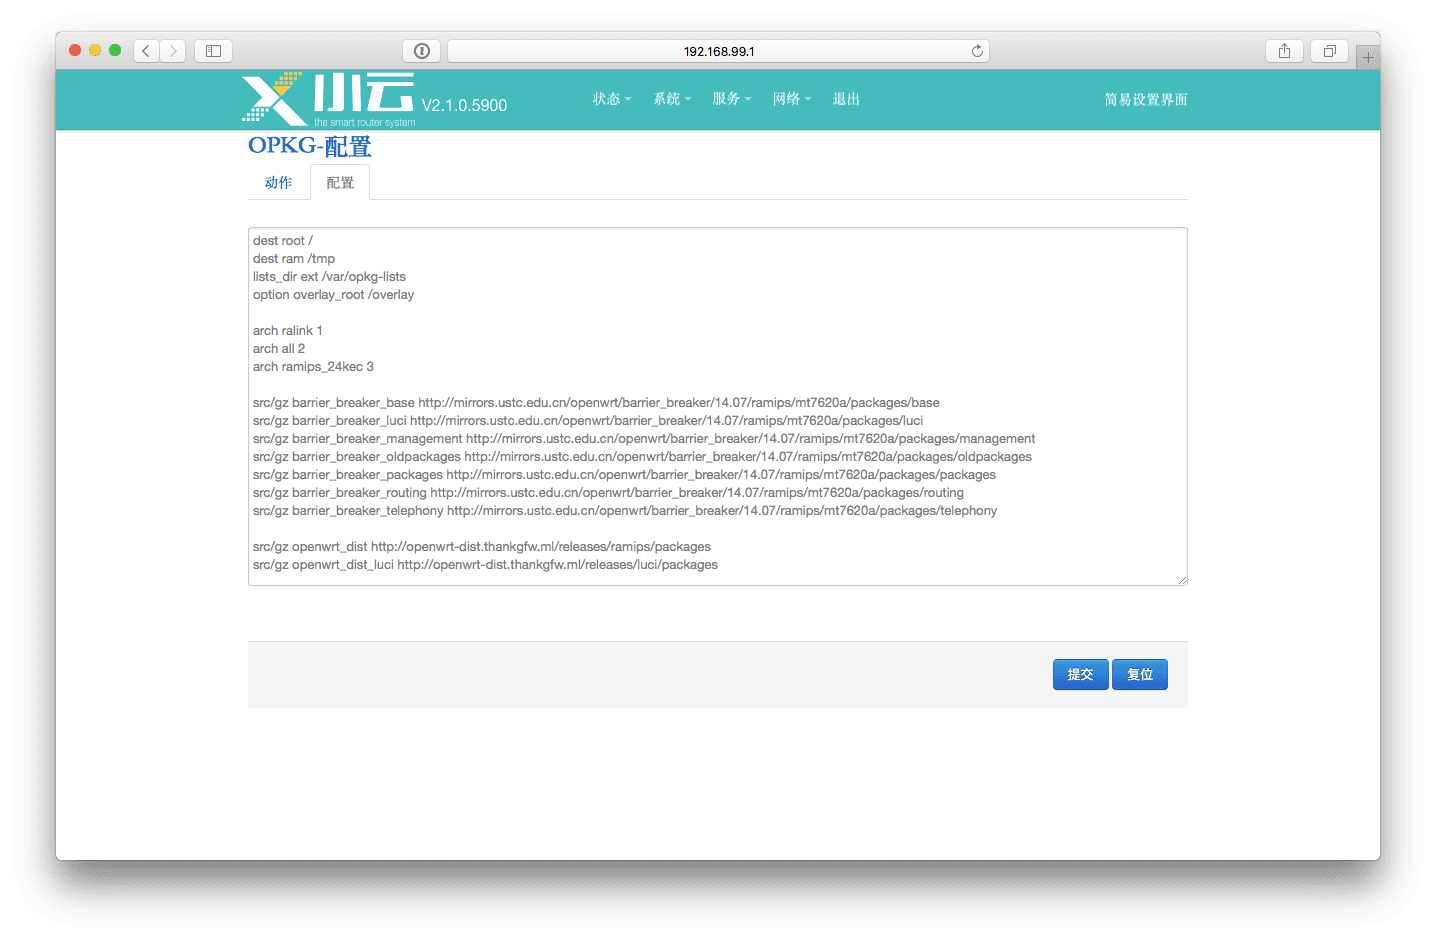 192.168.99.1
小云
the smart router system
V2.1.0.5900
状态 系统 服务 网络 退出
简易设置界面
OPKG-配置
动作 配置
dest root /
dest ram /tmp
lists_dir ext /var/opkg-lists
option overlay_root /overlay
arch ralink 1
arch all 2
arch ramips_24kec 3
src/gz barrier_breaker_base http://mirrors.ustc.edu.cn/openwrt/barrier_breaker/14.07/ramips/mt7620a/packages/base
src/gz barrier_breaker_luci http://mirrors.ustc.edu.cn/openwrt/barrier_breaker/14.07/ramips/mt7620a/packages/luci
src/gz barrier_breaker_management http://mirrors.ustc.edu.cn/openwrt/barrier_breaker/14.07/ramips/mt7620a/packages/management
src/gz barrier_breaker_oldpackages http://mirrors.ustc.edu.cn/openwrt/barrier_breaker/14.07/ramips/mt7620a/packages/oldpackages
src/gz barrier_breaker_packages http://mirrors.ustc.edu.cn/openwrt/barrier_breaker/14.07/ramips/mt7620a/packages/packages
src/gz barrier_breaker_routing http://mirrors.ustc.edu.cn/openwrt/barrier_breaker/14.07/ramips/mt7620a/packages/routing
src/gz barrier_breaker_telephony http://mirrors.ustc.edu.cn/openwrt/barrier_breaker/14.07/ramips/mt7620a/packages/telephony
src/gz openwrt_dist http://openwrt-dist.thankgfw.ml/releases/ramips/packages
src/gz openwrt_dist_luci http://openwrt-dist.thankgfw.ml/releases/luci/packages
提交 复位